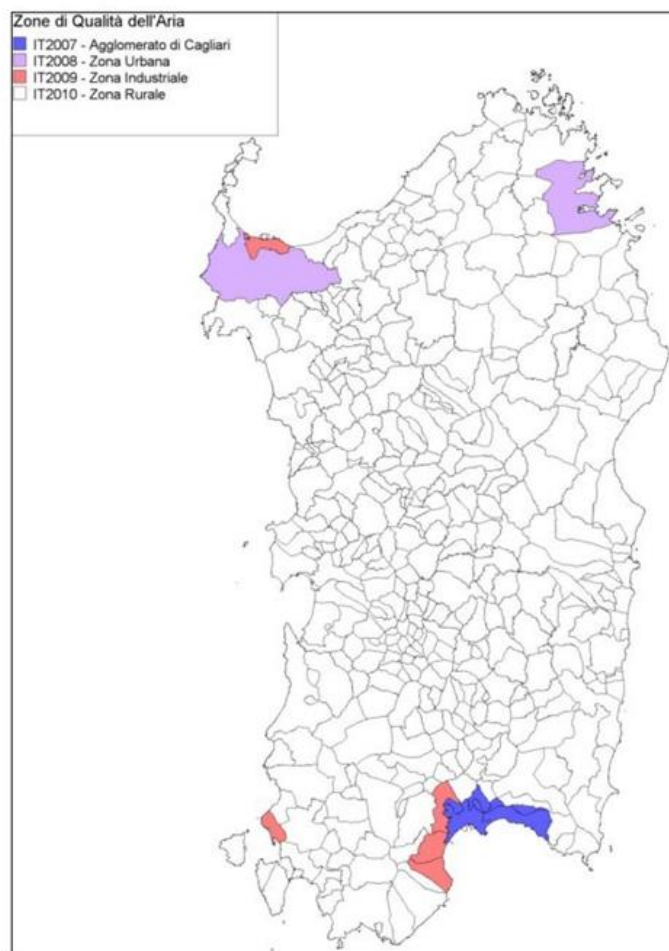 Zone di Qualità dell'Aria
IT2007 - Agglomerato di Cagliari
IT2008 - Zona Urbana
IT2009 - Zona Industriale
IT2010 - Zona Rurale